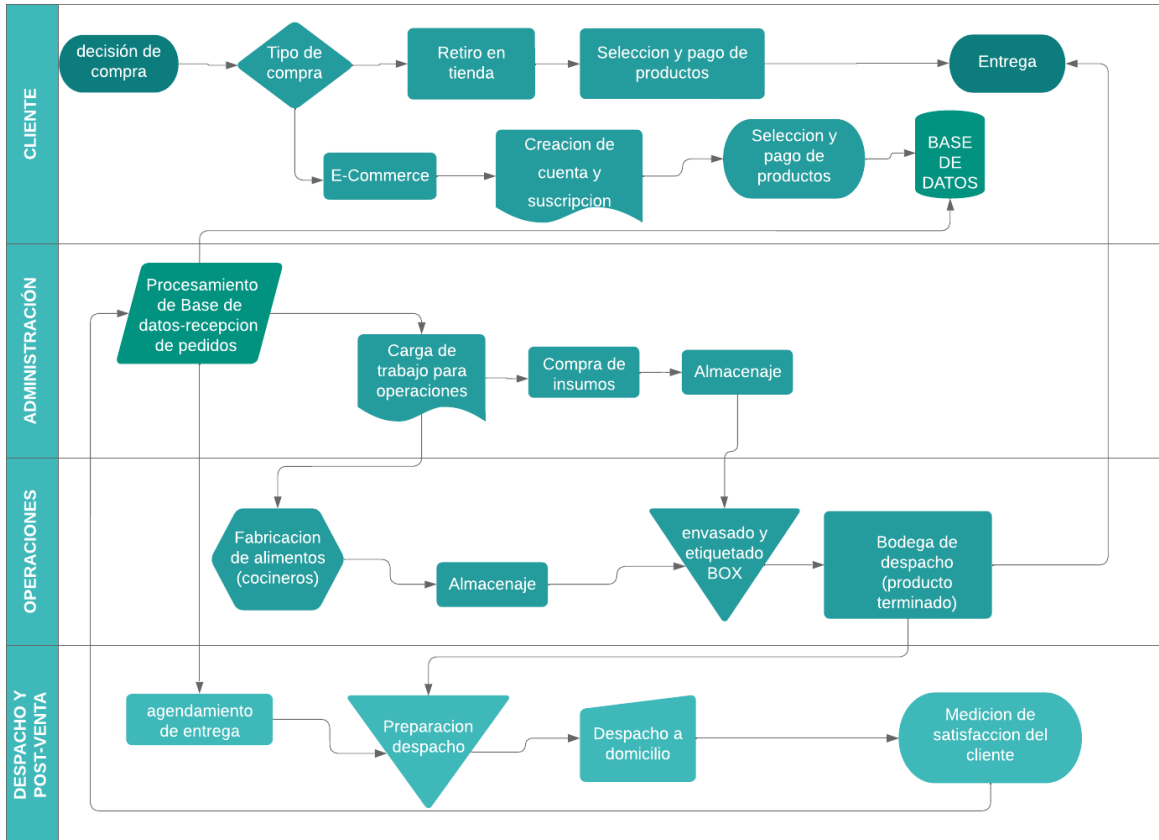 CLIENTE
decisión de
compra
Tipo de
compra
Retiro en
tienda
Seleccion y pago de
productos
Entrega
E-Commerce
Creacion de
cuenta y
suscripcion
Seleccion y
pago de
productos
BASE
DE
DATOS
ADMINISTRACIÓN
Procesamiento
de Base de
datos-recepcion
de pedidos
Carga de
trabajo para
operaciones
Compra de
insumos
Almacenaje
OPERACIONES
Fabricacion
de alimentos
(cocineros)
Almacenaje
envasado y
etiquetado
BOX
Bodega de
despacho
(producto
terminado)
DESPACHO Y
POST-VENTA
agendamiento
de entrega
Preparacion
despacho
Despacho a
domicilio
Medicion de
satisfaccion del
cliente